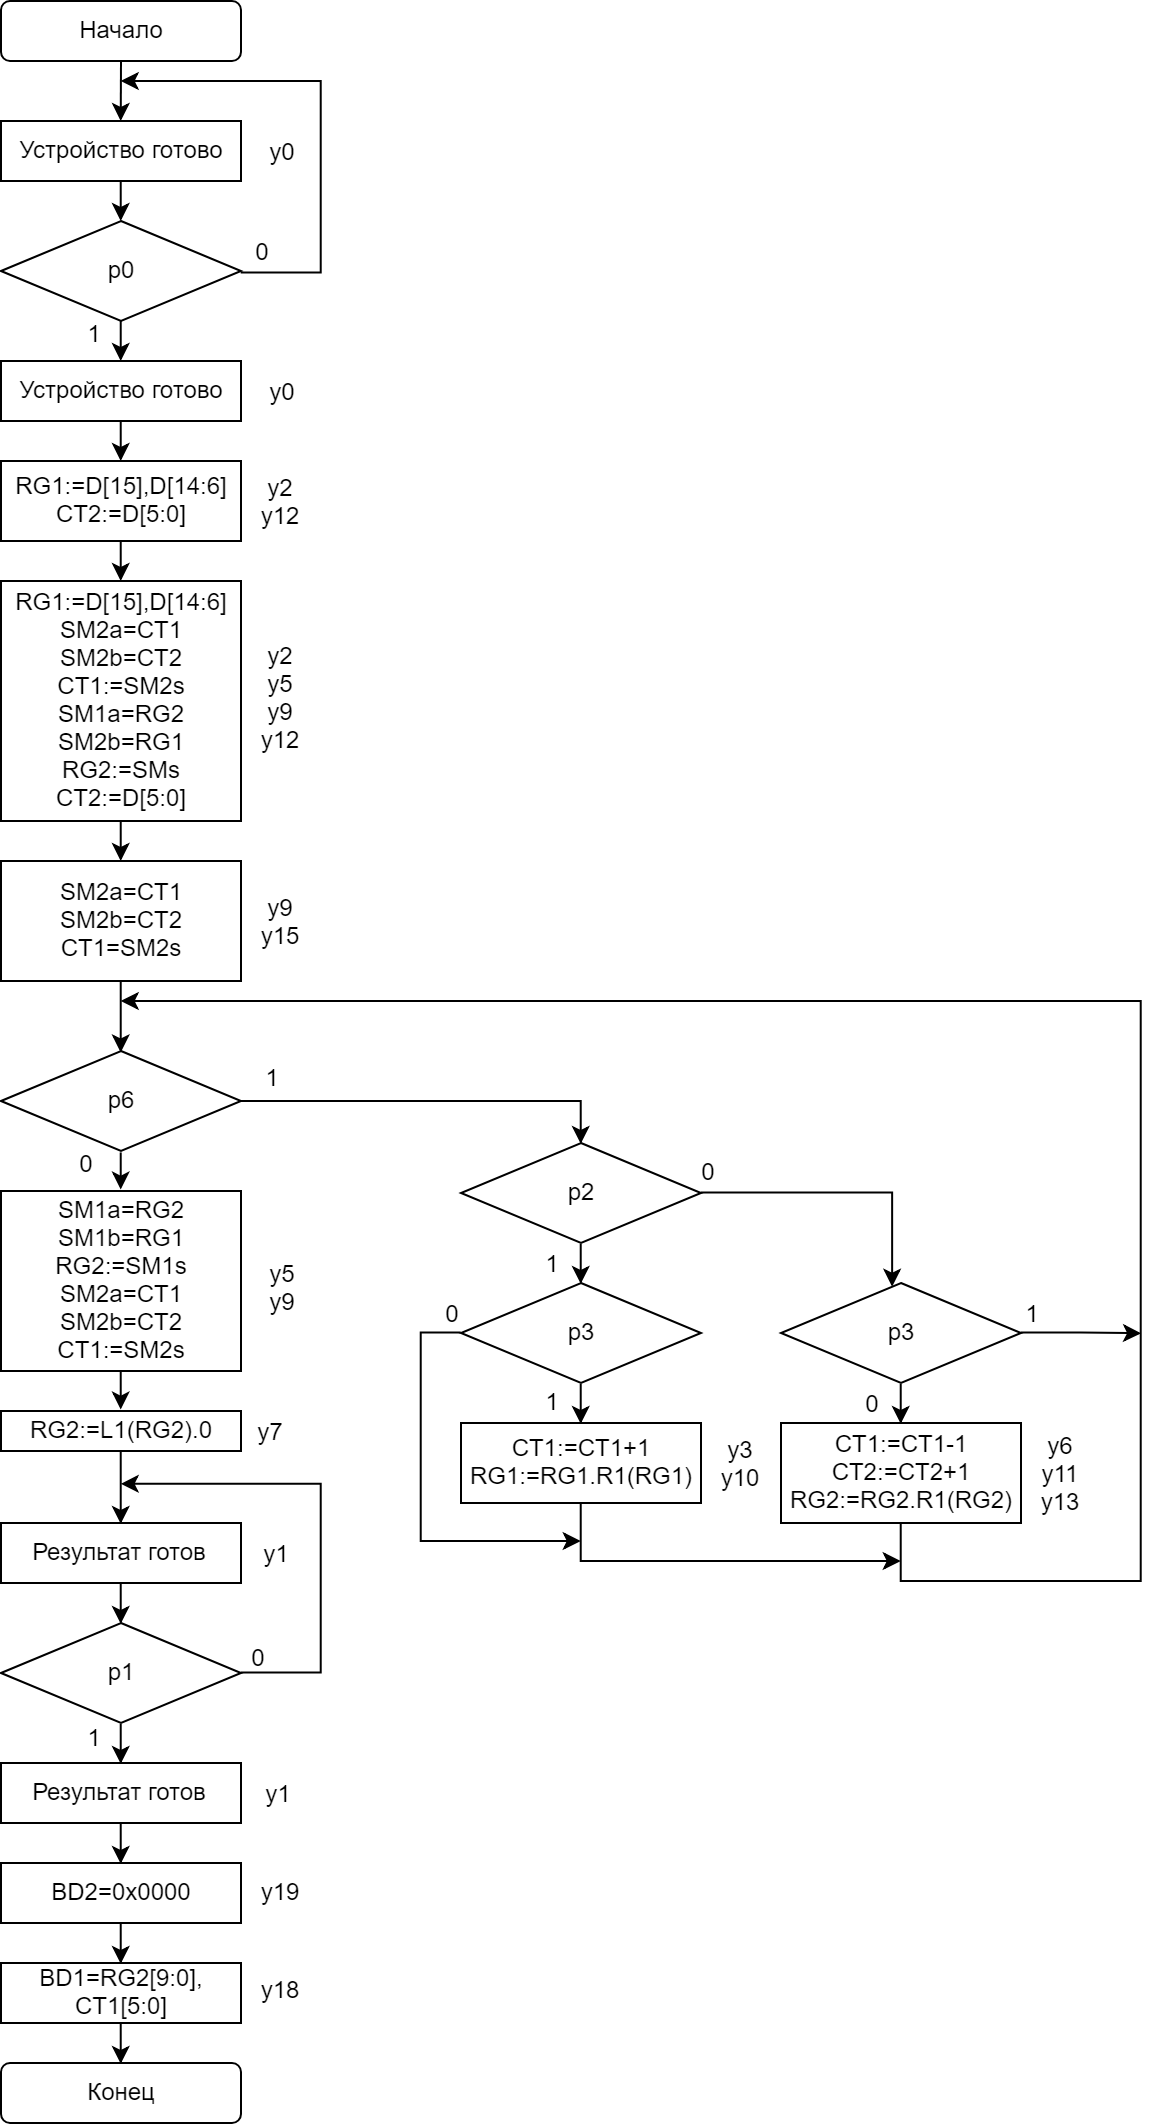 Начало
Устройство готово
y0
p0
0
1
Устройство готово
y0
RG1:=D[15],D[14:6]
CT2:=D[5:0]
y2
y12
RG1:=D[15],D[14:6]
SM2a=CT1
SM2b=CT2
CT1:=SM2s
SM1a=RG2
SM2b=RG1
RG2:=SMs
CT2:=D[5:0]
y2
y5
y9
y12
SM2a=CT1
SM2b=CT2
CT1=SM2s
y9
y15
p6
1
0
SM1a=RG2
SM1b=RG1
RG2:=SM1s
SM2a=CT1
SM2b=CT2
CT1:=SM2s
y5
y9
p2
0
1
p3
0
1
p3
1
0
CT1:=CT1+1
RG1:=RG1.R1(RG1)
y3
y10
CT1:=CT1-1
CT2:=CT2+1
RG2:=RG2.R1(RG2)
y6
y11
y13
RG2:=L1(RG2).0
y7
Результат готов
y1
p1
0
1
Результат готов
y1
BD2=0x0000
y19
BD1=RG2[9:0],
CT1[5:0]
y18
Конец